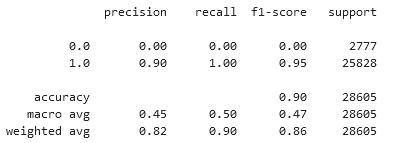 precision recall f1-score support
0.0 0.00 0.00 0.00 2777
1.0 0.90 1.00 0.95 25828
accuracy 0.90 28605
macro avg 0.45 0.50 0.47 28605
weighted avg 0.82 0.90 0.86 28605